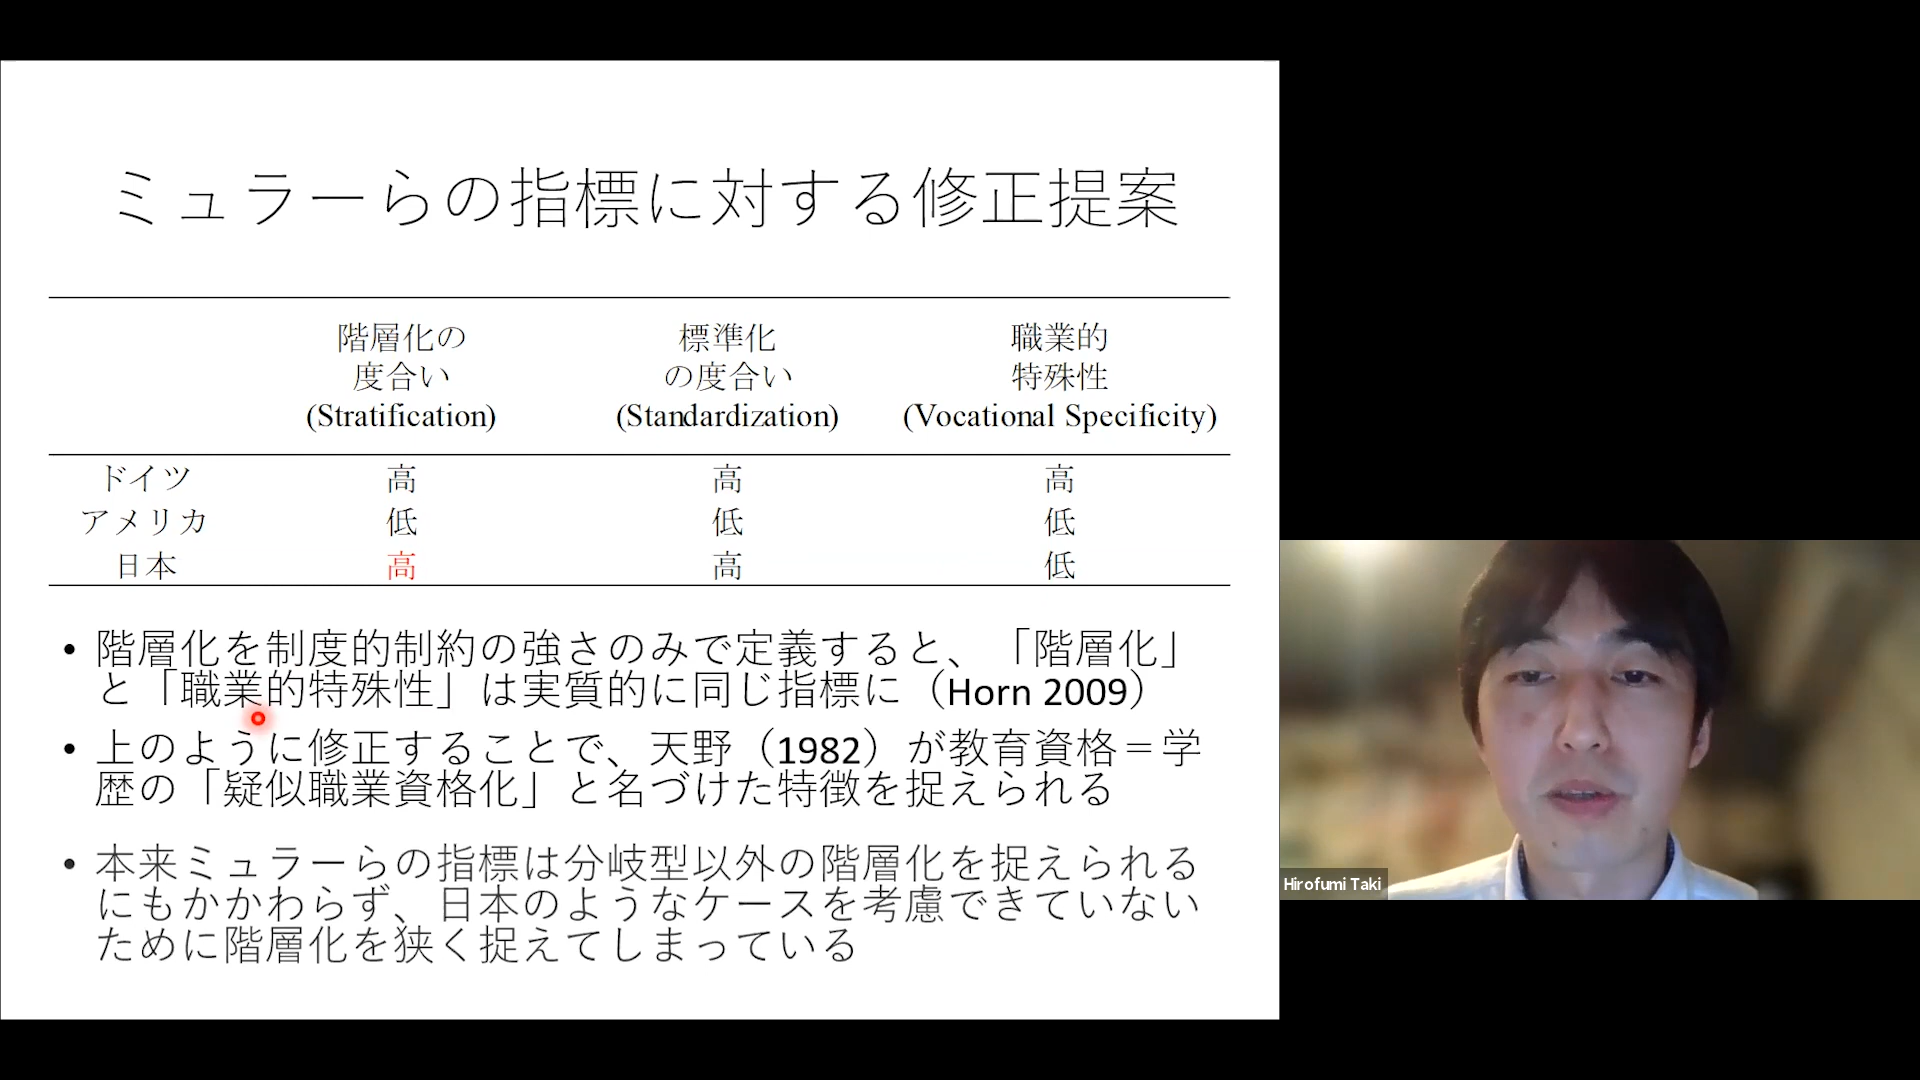 ミュラーらの指標に対する修正提案
階層化の
度合い
(Stratification)
標準化
の度合い
(Standardization)
職業的
特殊性
(Vocational Specificity)
ドイツ 高 高 高
アメリカ 低 低 低
日本 高 高 低
• 階層化を制度的制約の強さのみで定義すると、「階層化」
と「職業的特殊性」は実質的に同じ指標に（Horn 2009）
• 上のように修正することで、天野（1982）が教育資格＝学
歴の「疑似職業資格化」と名づけた特徴を捉えられる
• 本来ミュラーらの指標は分岐型以外の階層化を捉えられる
にもかかわらず、日本のようなケースを考慮できていない
ために階層化を狭く捉えてしまっている
Hirofumi Taki